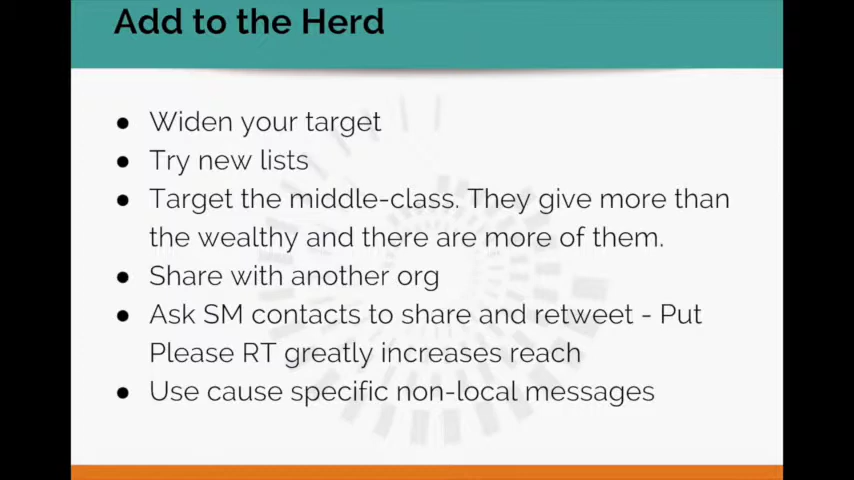 Add to the Herd
● Widen your target
● Try new lists
● Target the middle-class. They give more than
the wealthy and there are more of them.
● Share with another org
● Ask SM contacts to share and retweet - Put
Please RT greatly increases reach
● Use cause specific non-local messages